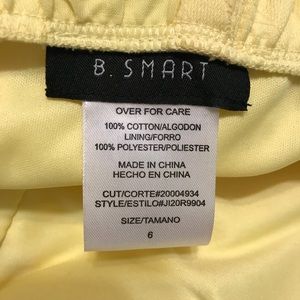 B. SMART
OVER FOR CARE
100% COTTON/ALGODON
LINING/FORRO
100% POLYESTER/POLIESTER
MADE IN CHINA
HECHO EN CHINA
CUT/CORTE#20004934
STYLE/ESTILO#JI20R9904
SIZE/TAMANO
6